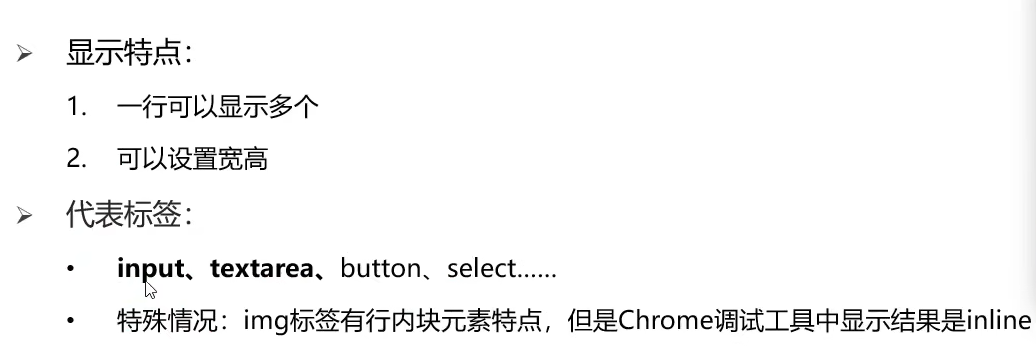 ➢ 显示特点：
1. 一行可以显示多个
2. 可以设置宽高
➢ 代表标签：
• input、textarea、button、select……
• 特殊情况：img标签有行内块元素特点，但是Chrome调试工具中显示结果是inline